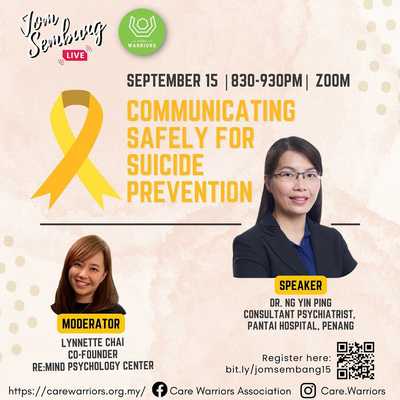 Jom
Sembang
LIVE
WARRIORS
SEPTEMBER 15 | 830-930PM | ZOOM
COMMUNICATING
SAFELY FOR
SUICIDE
PREVENTION
SPEAKER
DR. NG YIN PING
CONSULTANT PSYCHIATRIST,
PANTAI HOSPITAL, PENANG
MODERATOR
LYNNETTE CHAI
CO-FOUNDER
RE:MIND PSYCHOLOGY CENTER
Register here:
bit.ly/jomsembang15
https://carewarriors.org.my/ Care Warriors Association Care.Warriors